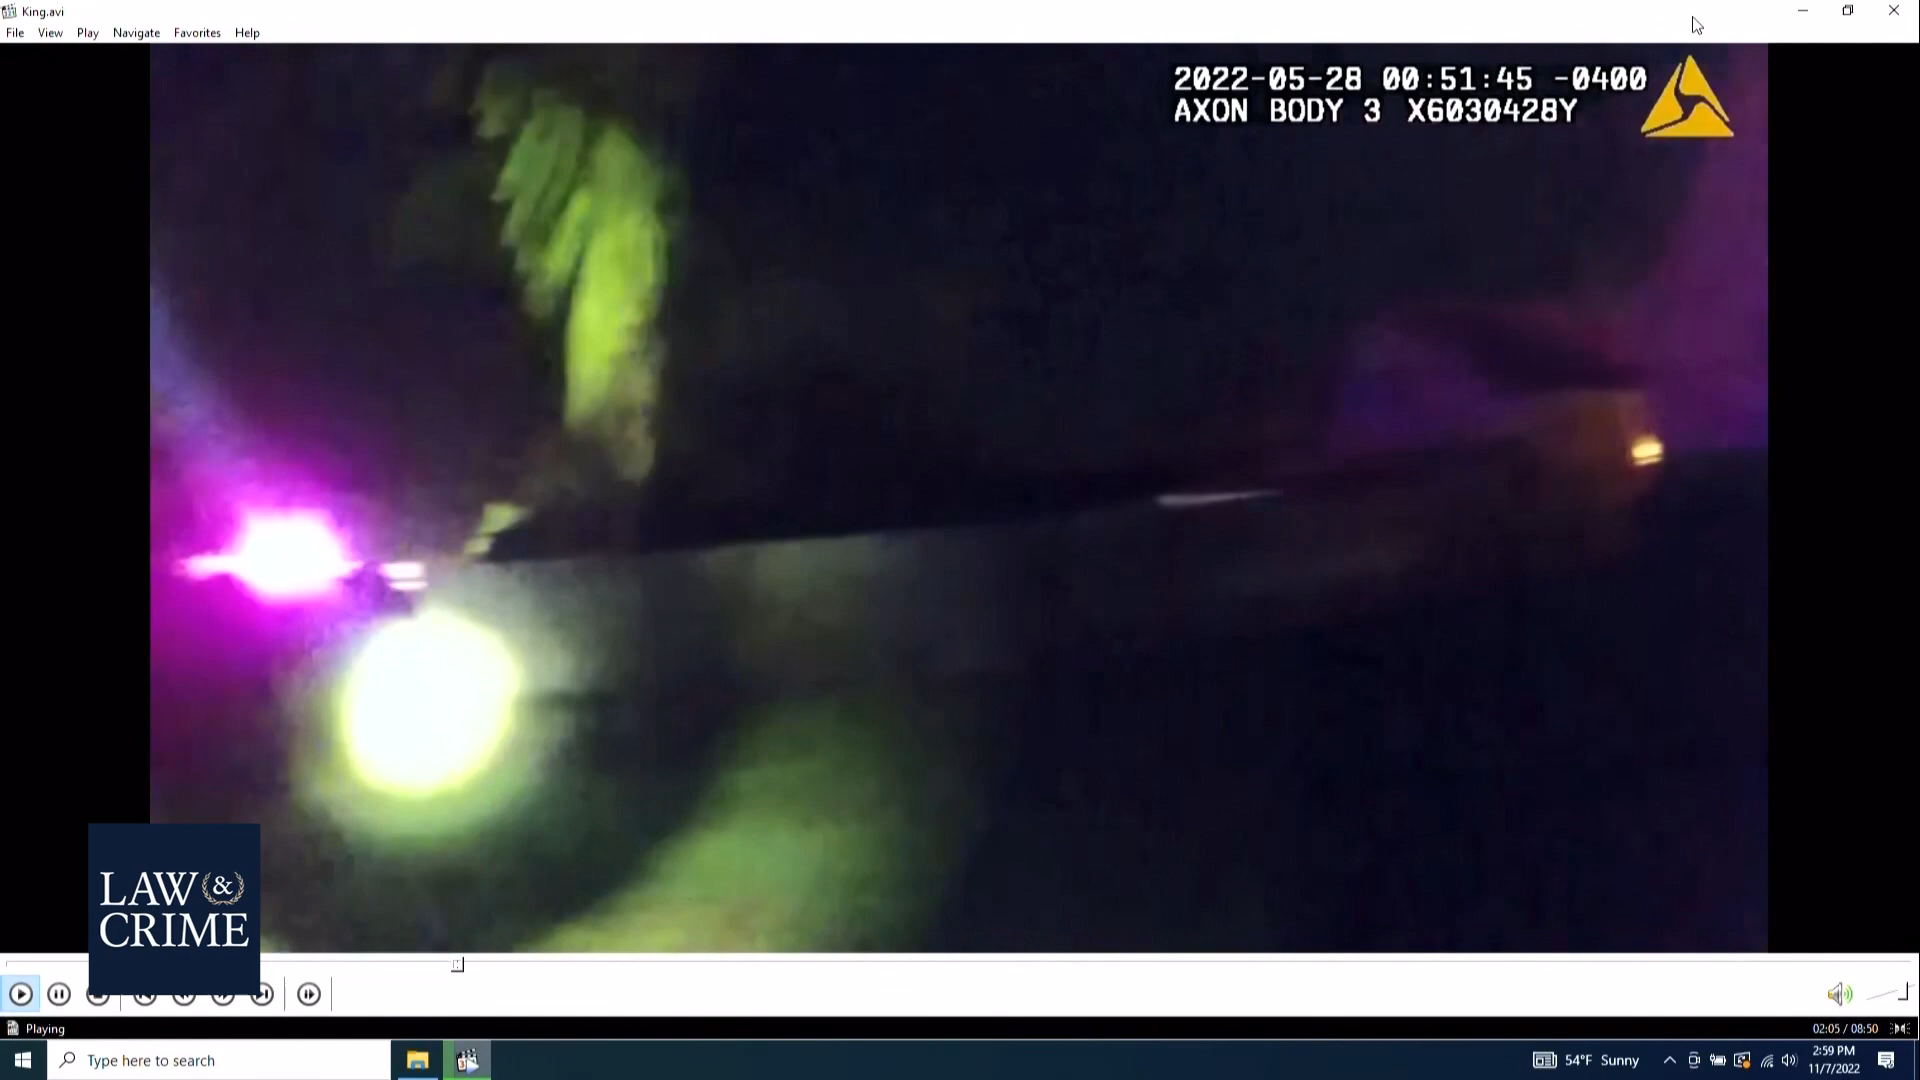 King.avi
File View Play Navigate Favorites Help
2022-05-28 00:51:45 -0400
AXON BODY 3 X6030428Y
LAW &
CRIME
Playing
02:05 / 08:50
Type here to search
54°F Sunny
2:59 PM
11/7/2022